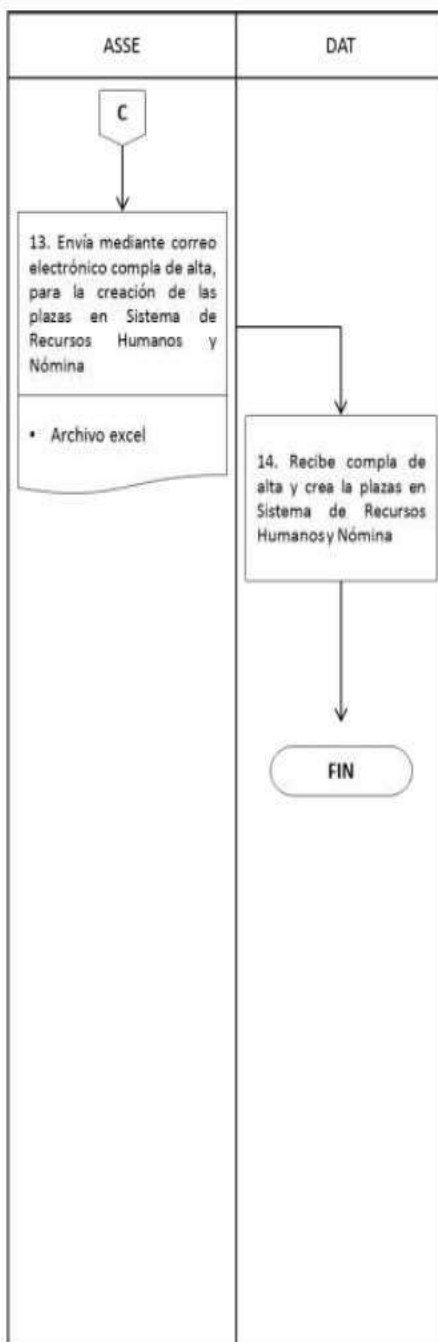 ASSE
DAT
C
13. Envía mediante correo
electrónico compla de alta,
para la creación de las
plazas en Sistema de
Recursos Humanos y
Nómina
• Archivo excel
14. Recibe compla de
alta y crea la plazas en
Sistema de Recursos
Humanos y Nómina
FIN